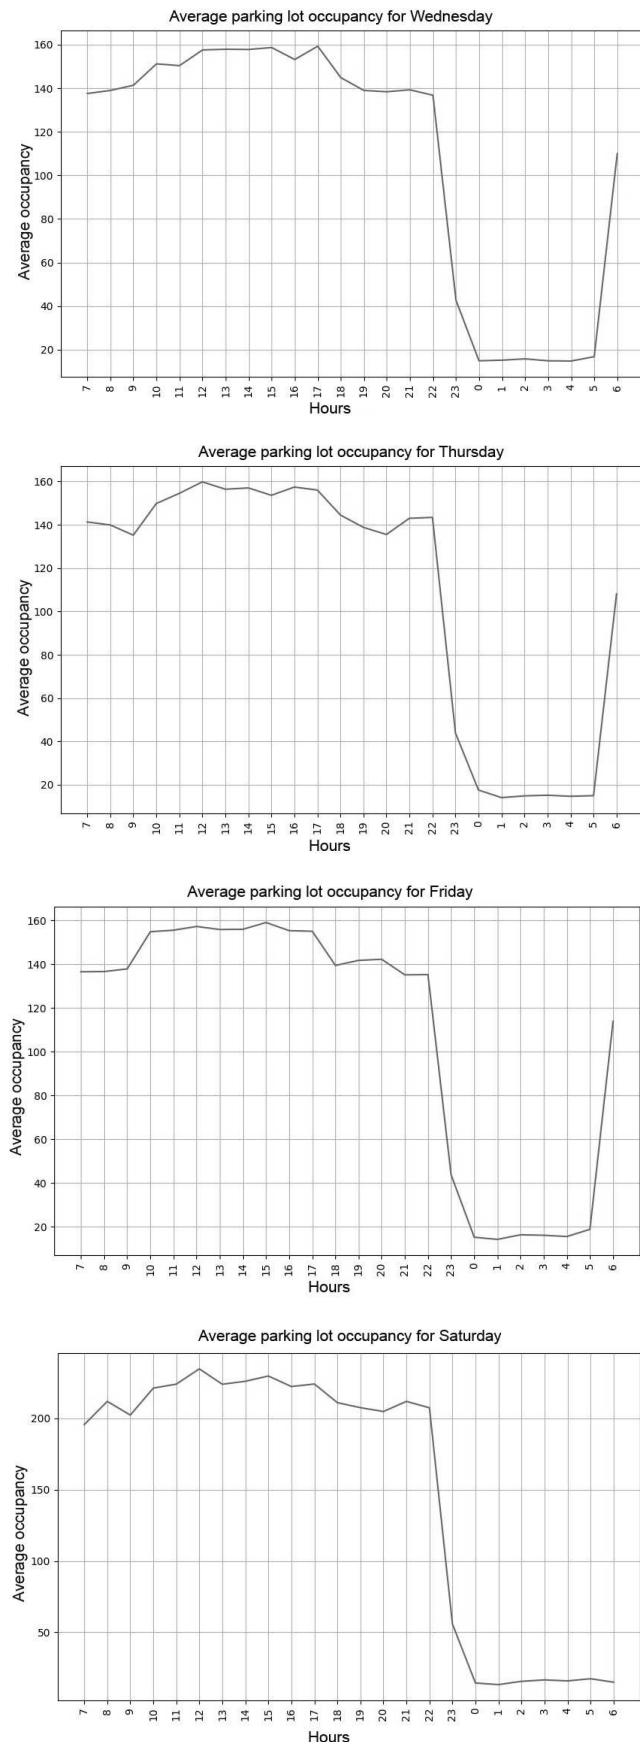 Average parking lot occupancy for Wednesday
160
140
120
100
80
60
40
20
Average occupancy
7 8 9 10 11 12 13 14 15 16 17 18 19 20 21 22 23 0 1 2 3 4 5 6
Hours
Average parking lot occupancy for Thursday
160
140
120
100
80
60
40
20
Average occupancy
7 8 9 10 11 12 13 14 15 16 17 18 19 20 21 22 23 0 1 2 3 4 5 6
Hours
Average parking lot occupancy for Friday
160
140
120
100
80
60
40
20
Average occupancy
7 8 9 10 11 12 13 14 15 16 17 18 19 20 21 22 23 0 1 2 3 4 5 6
Hours
Average parking lot occupancy for Saturday
200
150
100
50
Average occupancy
7 8 9 10 11 12 13 14 15 16 17 18 19 20 21 22 23 0 1 2 3 4 5 6
Hours